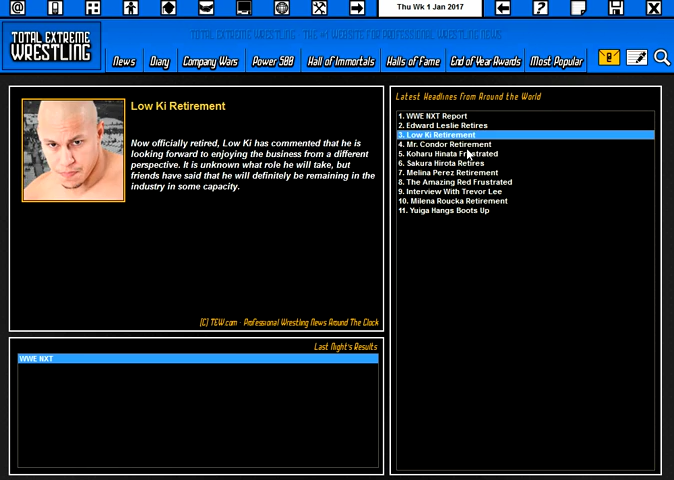 Thu Wk 1 Jan 2017
TOTAL EXTREME
WRESTLING
TOTAL EXTREME WRESTLING - THE #1 WEBSITE FOR PROFESSIONAL WRESTLING NEWS
News
Diary
Company Wars
Power 500
Hall of Immortals
Halls of Fame
End of Year Awards
Most Popular
Low Ki Retirement
Now officially retired, Low Ki has commented that he is
looking forward to enjoying the business from a different
perspective. It is unknown what role he will take, but
friends have said that he will definitely be remaining in the
industry in some capacity.
(C) TEW.com - Professional Wrestling News Around The Clock
Last Night's Results
WWE NXT
Latest Headlines From Around the World
1. WWE NXT Report
2. Edward Leslie Retires
3. Low Ki Retirement
4. Mr. Condor Retirement
5. Koharu Hinata Frustrated
6. Sakura Hirota Retires
7. Melina Perez Retirement
8. The Amazing Red Frustrated
9. Interview With Trevor Lee
10. Milena Roucka Retirement
11. Yuiga Hangs Boots Up